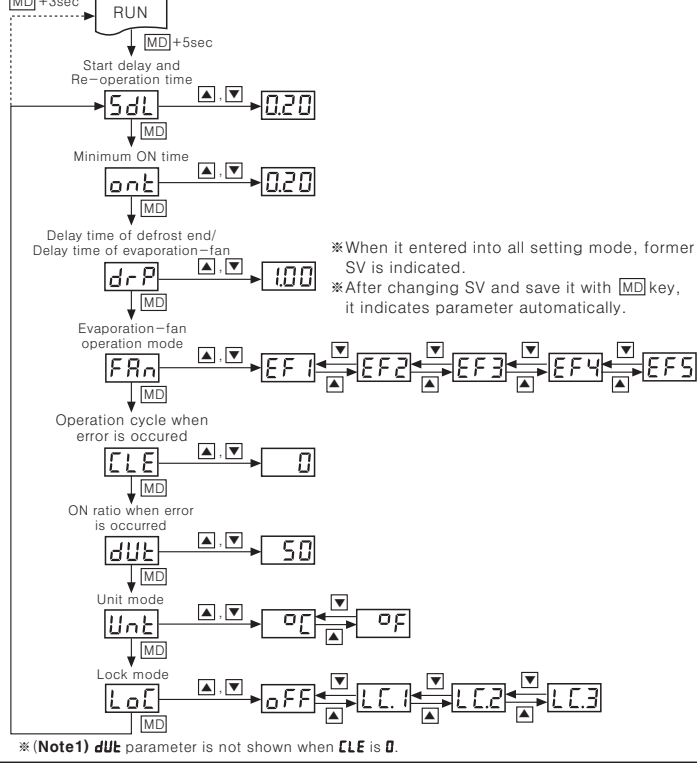 MD +3sec
RUN
MD +5sec
Start delay and
Re-operation time
SdL ▲ , ▼ 0.20
MD
Minimum ON time
ont ▲ , ▼ 0.20
MD
Delay time of defrost end/
Delay time of evaporation-fan
drP ▲ , ▼ 1.00
MD
※When it entered into all setting mode, former
SV is indicated.
※After changing SV and save it with MD key,
it indicates parameter automatically.
Evaporation-fan
operation mode
FAn ▲ , ▼ EF1 ▼ ▲ EF2 ▼ ▲ EF3 ▼ ▲ EF4 ▼ ▲ EF5
MD
Operation cycle when
error is occured
CLE ▲ , ▼ 0
MD
ON ratio when error
is occurred
dUt ▲ , ▼ 50
MD
Unit mode
Unt ▲ , ▼ °C ▼ ▲ °F
MD
Lock mode
LoC ▲ , ▼ oFF ▼ ▲ LC.1 ▼ ▲ LC.2 ▼ ▲ LC.3
MD
※(Note1) dUt parameter is not shown when CLE is 0.